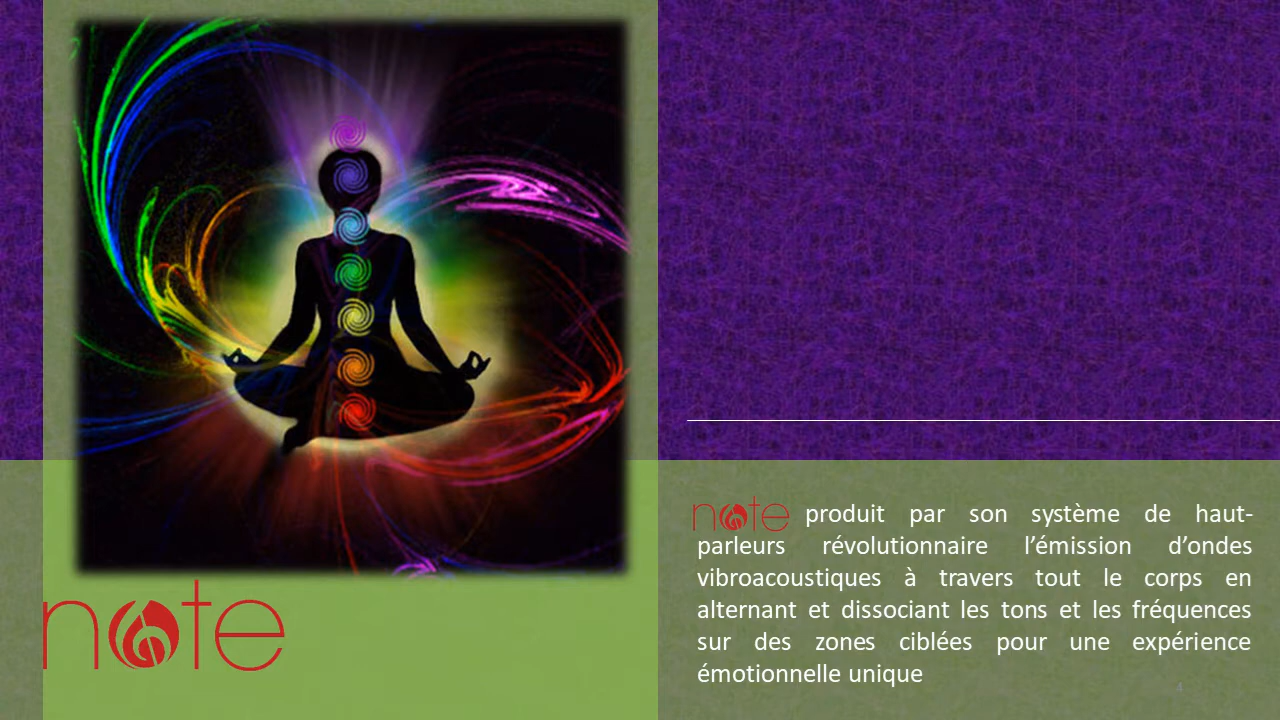 note
note produit par son système de haut-
parleurs révolutionnaire l’émission d’ondes
vibroacoustiques à travers tout le corps en
alternant et dissociant les tons et les fréquences
sur des zones ciblées pour une expérience
émotionnelle unique